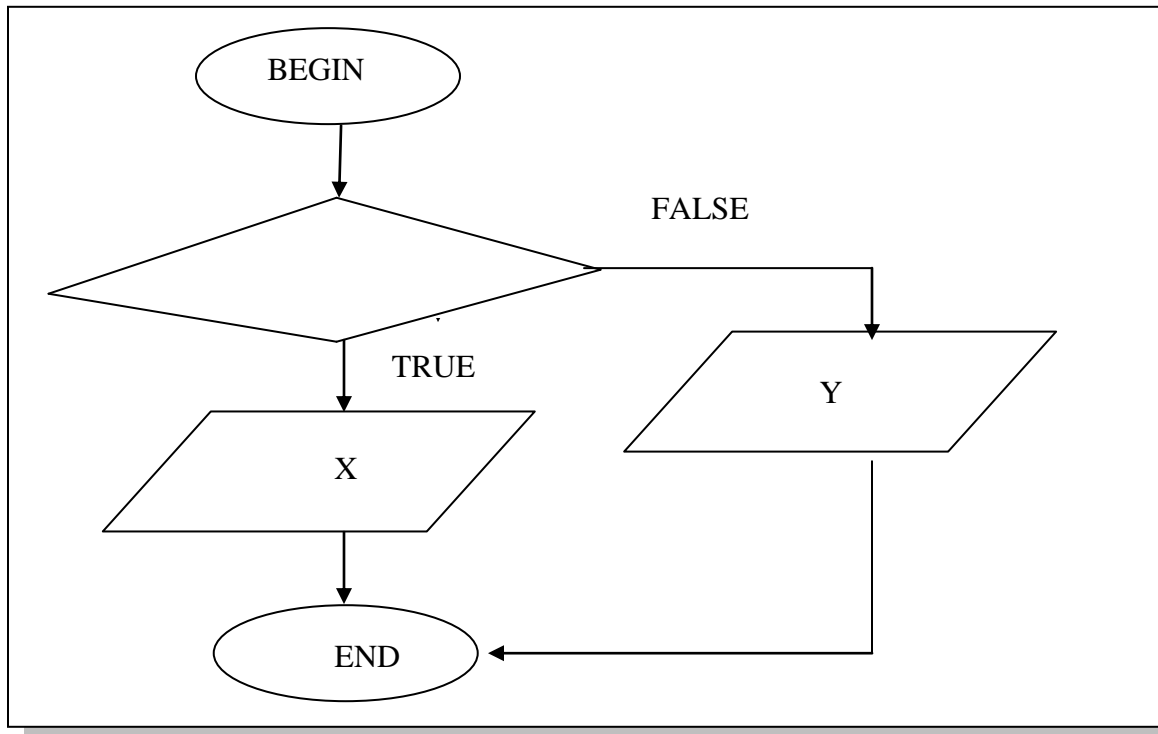 BEGIN
FALSE
TRUE
Y
X
END